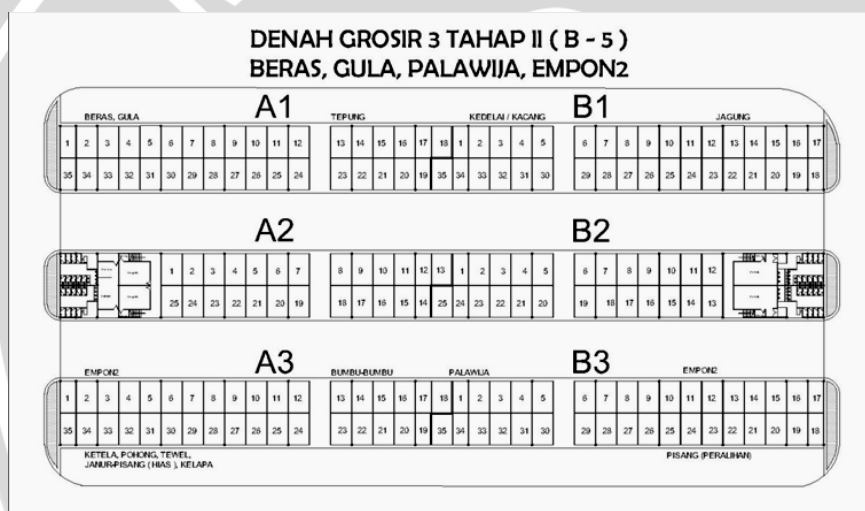 DENAH GROSIR 3 TAHAP II ( B - 5 )
BERAS, GULA, PALAWIJA, EMPON2
A1 B1
BERAS, GULA TEPUNG KEDELAI / KACANG JAGUNG
1 2 3 4 5 6 7 8 9 10 11 12 13 14 15 16 17 18 1 2 3 4 5 6 7 8 9 10 11 12 13 14 15 16 17
35 34 33 32 31 30 29 28 27 26 25 24 23 22 21 20 19 35 34 33 32 31 30 29 28 27 26 25 24 23 22 21 20 19 18
A2 B2
1 2 3 4 5 6 7 8 9 10 11 12 13 1 2 3 4 5 6 7 8 9 10 11 12
25 24 23 22 21 20 19 18 17 16 15 14 25 24 23 22 21 20 19 18 17 16 15 14 13
A3 B3
EMPON2 BUMBU-BUMBU PALAWIJA EMPON2
1 2 3 4 5 6 7 8 9 10 11 12 13 14 15 16 17 18 1 2 3 4 5 6 7 8 9 10 11 12 13 14 15 16 17
35 34 33 32 31 30 29 28 27 26 25 24 23 22 21 20 19 35 34 33 32 31 30 29 28 27 26 25 24 23 22 21 20 19 18
KETELA, POHONG, TEWEL, PISANG (PERALIHAN)
JANUR-PISANG ( HIAS ), KELAPA